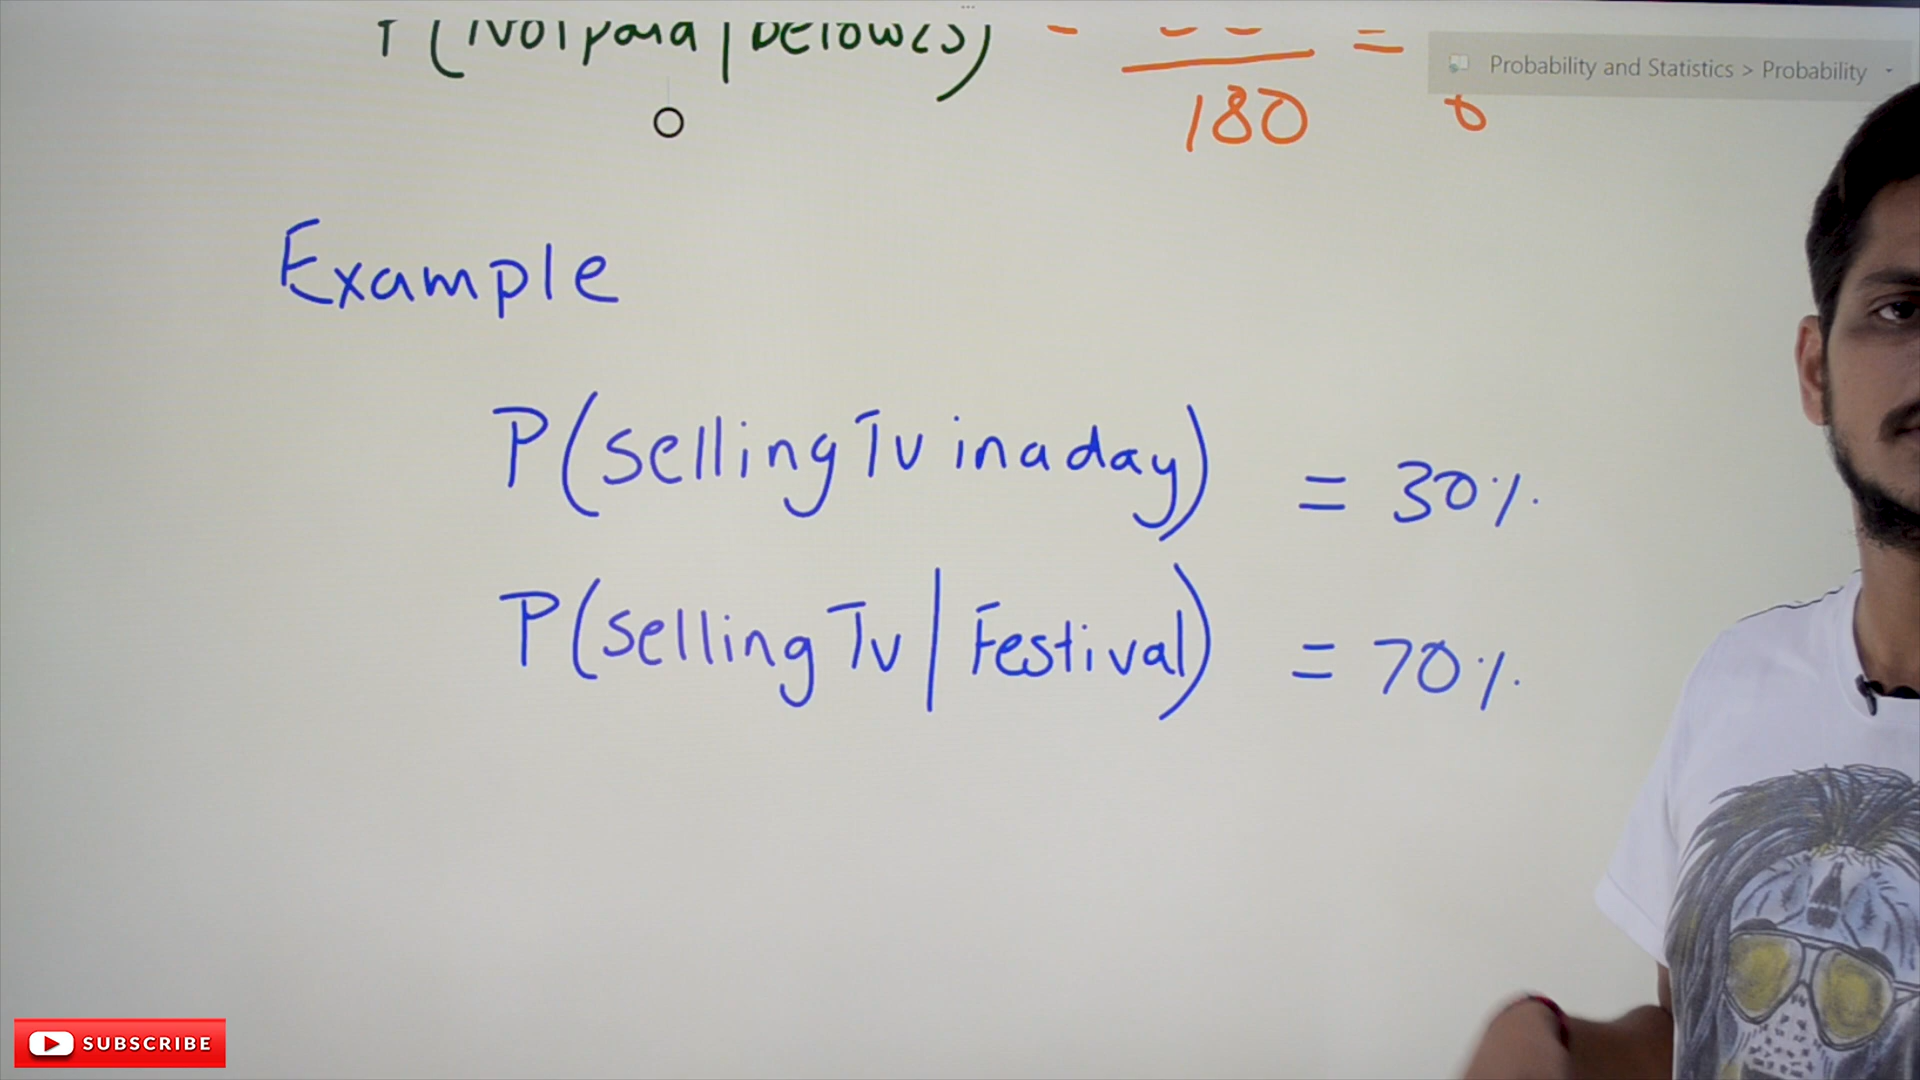 Probability and Statistics > Probability
180
Example
P(selling Tv in a day) = 30%
P(selling Tv | Festival) = 70%
SUBSCRIBE